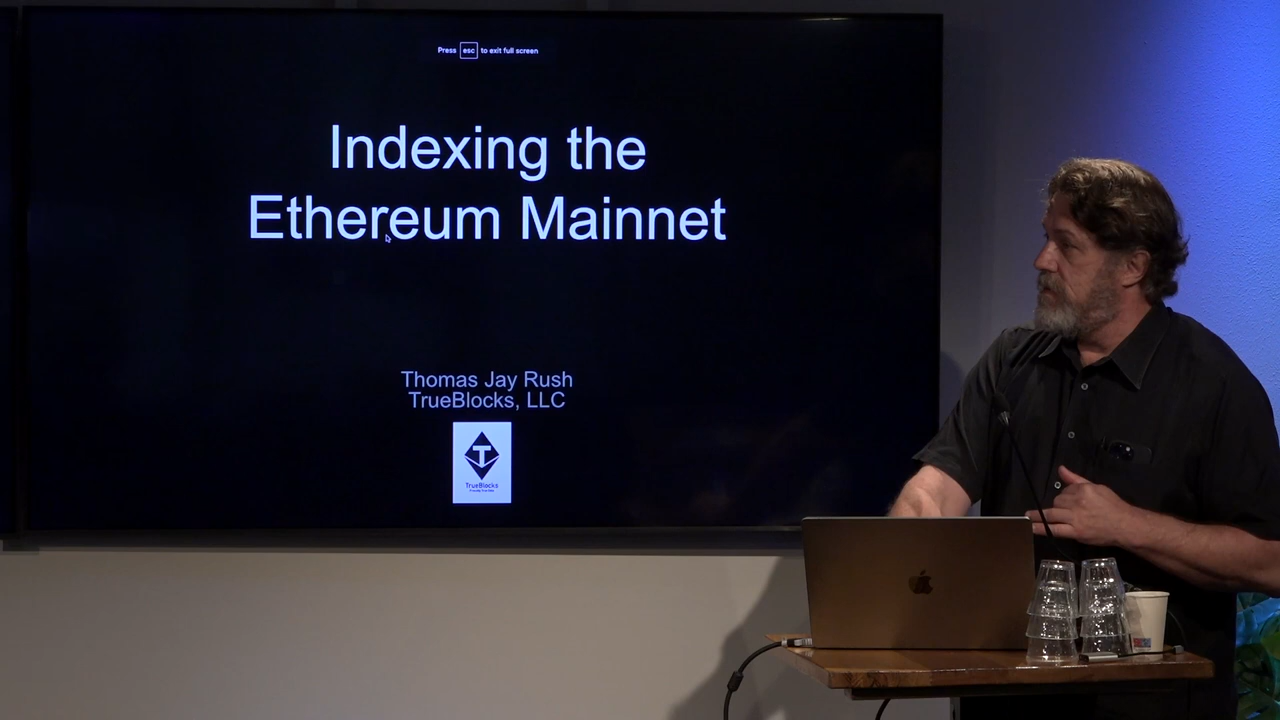 Press esc to exit full screen
Indexing the
Ethereum Mainnet
Thomas Jay Rush
TrueBlocks, LLC
T
TrueBlocks